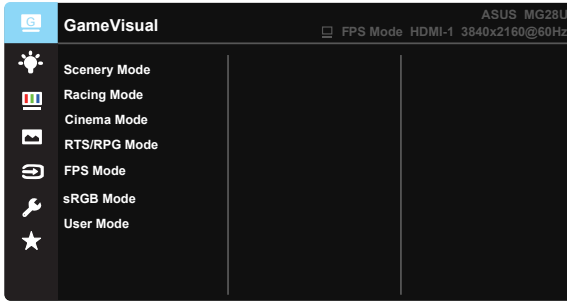 G
GameVisual
ASUS MG28U
FPS Mode HDMI-1 3840x2160@60Hz
Scenery Mode
Racing Mode
Cinema Mode
RTS/RPG Mode
FPS Mode
sRGB Mode
User Mode